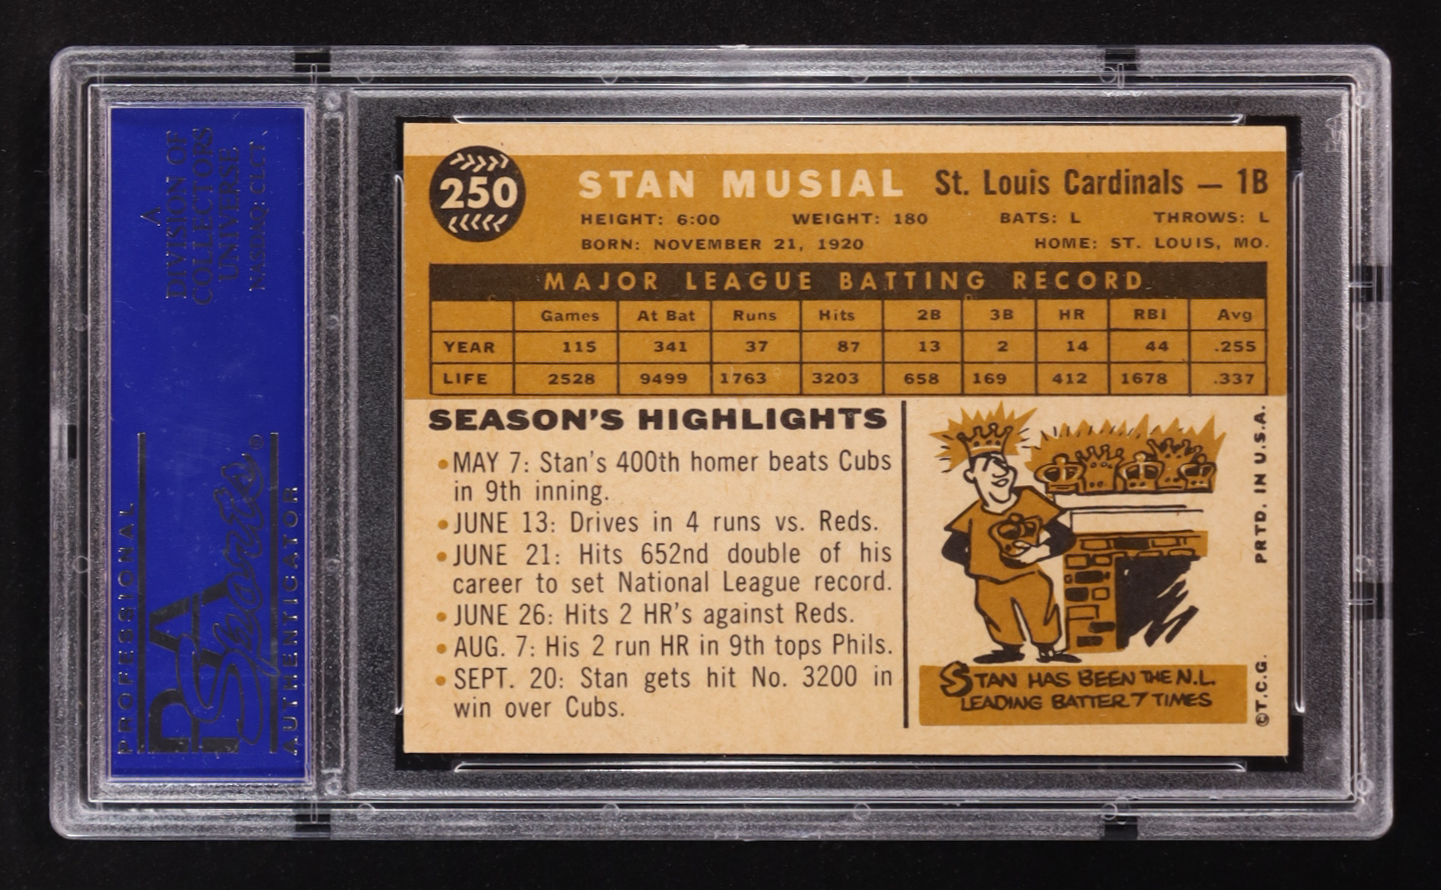 A
DIVISION OF
COLLECTORS
UNIVERSE
NASDAQ: CLCT
PROFESSIONAL
PSA
Sports®
AUTHENTICATOR
250
STAN MUSIAL St. Louis Cardinals — 1B
HEIGHT: 6:00 WEIGHT: 180 BATS: L THROWS: L
BORN: NOVEMBER 21, 1920 HOME: ST. LOUIS, MO.
MAJOR LEAGUE BATTING RECORD
Games At Bat Runs Hits 2B 3B HR RBI Avg
YEAR 115 341 37 87 13 2 14 44 .255
LIFE 2528 9499 1763 3203 658 169 412 1678 .337
SEASON'S HIGHLIGHTS
• MAY 7: Stan's 400th homer beats Cubs
in 9th inning.
• JUNE 13: Drives in 4 runs vs. Reds.
• JUNE 21: Hits 652nd double of his
career to set National League record.
• JUNE 26: Hits 2 HR's against Reds.
• AUG. 7: His 2 run HR in 9th tops Phils.
• SEPT. 20: Stan gets hit No. 3200 in
win over Cubs.
STAN HAS BEEN THE N.L.
LEADING BATTER 7 TIMES
©T.C.G. PRTD. IN U.S.A.